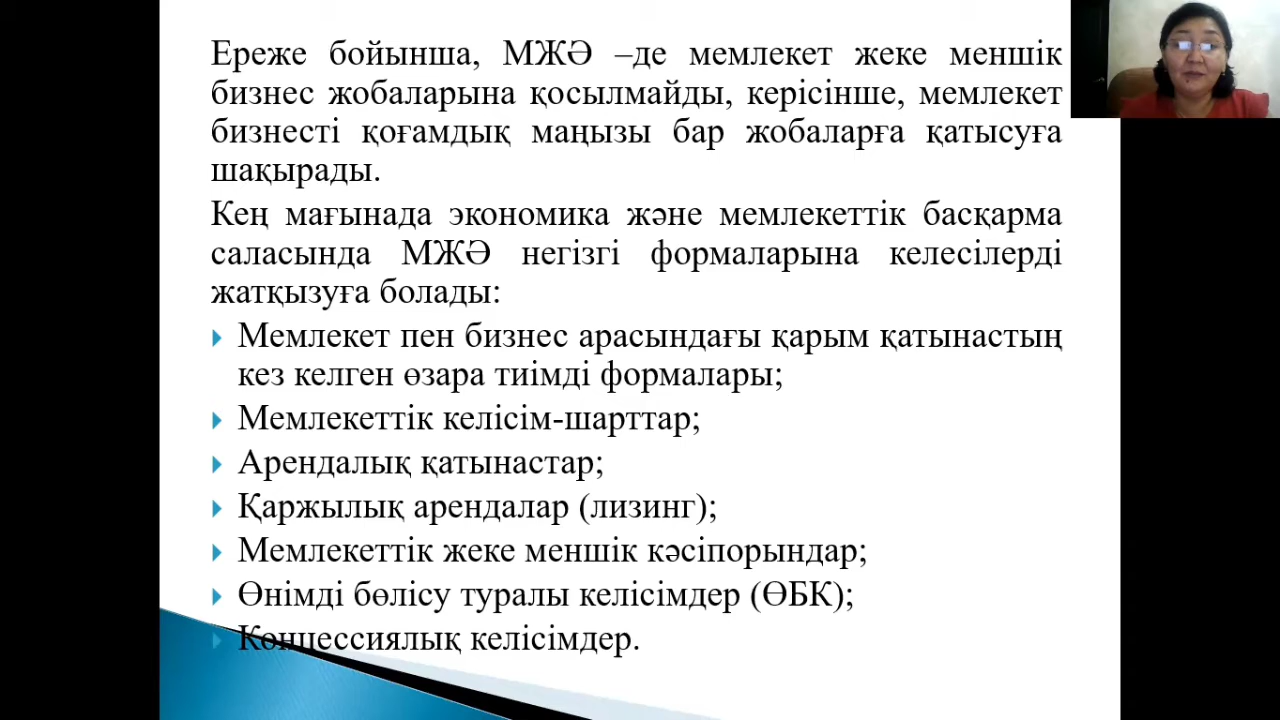 Ереже бойынша, МЖӘ –де мемлекет жеке меншік
бизнес жобаларына қосылмайды, керісінше, мемлекет
бизнесті қоғамдық маңызы бар жобаларға қатысуға
шақырады.
Кең мағынада экономика және мемлекеттік басқарма
саласында МЖӘ негізгі формаларына келесілерді
жатқызуға болады:
Мемлекет пен бизнес арасындағы қарым қатынастың
кез келген өзара тиімді формалары;
Мемлекеттік келісім-шарттар;
Арендалық қатынастар;
Қаржылық арендалар (лизинг);
Мемлекеттік жеке меншік кәсіпорындар;
Өнімді бөлісу туралы келісімдер (ӨБК);
Концессиялық келісімдер.